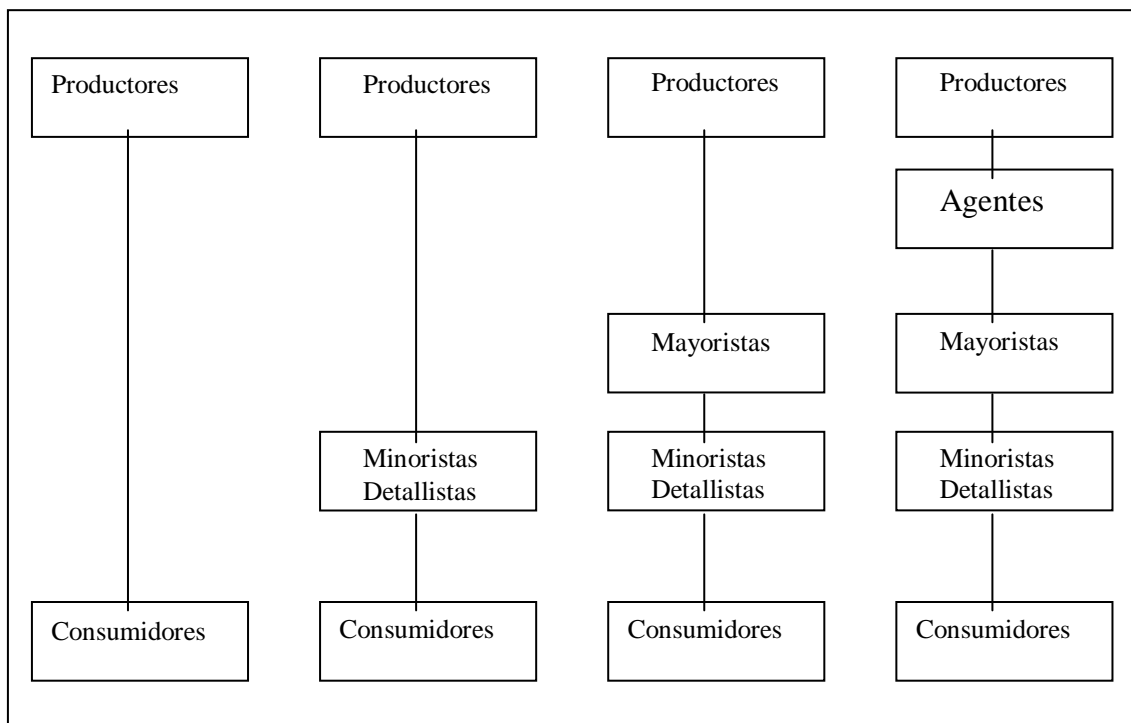 Productores
Productores
Productores
Productores
Agentes
Mayoristas
Mayoristas
Minoristas
Detallistas
Minoristas
Detallistas
Minoristas
Detallistas
Consumidores
Consumidores
Consumidores
Consumidores